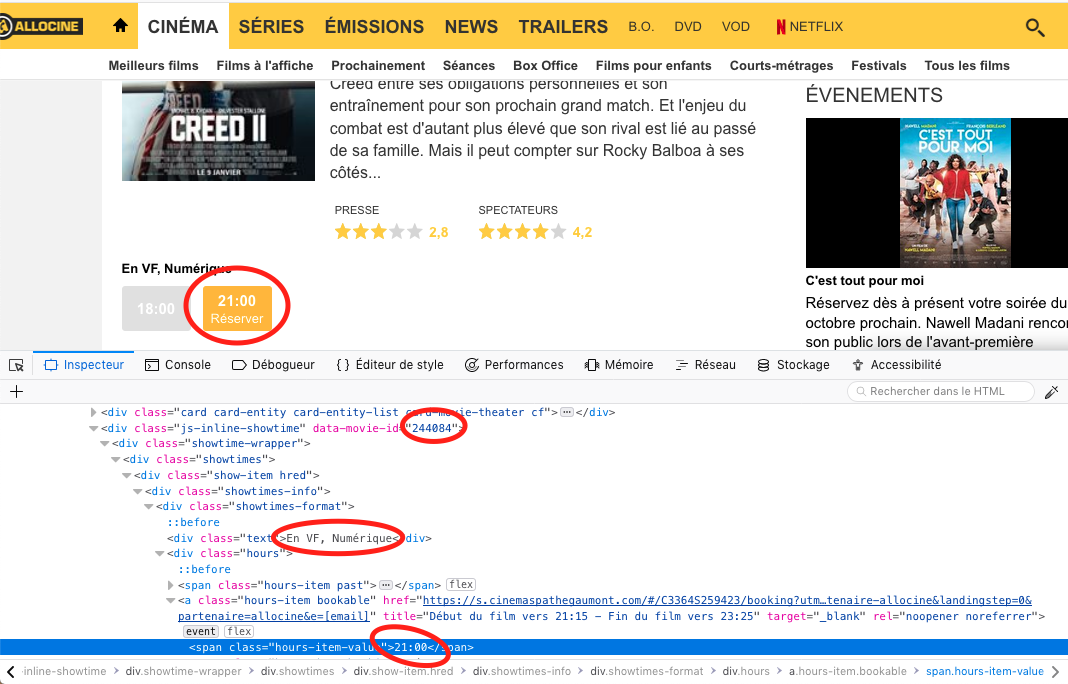 ALLOCINE CINÉMA SÉRIES ÉMISSIONS NEWS TRAILERS B.O. DVD VOD NETFLIX
Meilleurs films Films à l'affiche Prochainement Séances Box Office Films pour enfants Courts-métrages Festivals Tous les films
Creed entre ses obligations personnelles et son
entraînement pour son prochain grand match. Et l'enjeu du
combat est d'autant plus élevé que son rival est lié au passé
de sa famille. Mais il peut compter sur Rocky Balboa à ses
côtés...
CREED II
LE 9 JANVIER
PRESSE
2,8
SPECTATEURS
4,2
En VF, Numérique
18:00
21:00
Réserver
ÉVENEMENTS
NAWELL MADANI FRANÇOIS BERLEAND
C'EST TOUT
POUR MOI
C'est tout pour moi
Réservez dès à présent votre soirée du
octobre prochain. Nawell Madani rencon
son public lors de l'avant-première
Inspecteur Console Débogueur { } Éditeur de style Performances Mémoire Réseau Stockage Accessibilité
+ Rechercher dans le HTML
<div class="card card-entity card-entity-list card-movie-theater cf">⋯</div>
<div class="js-inline-showtime" data-movie-id="244084">
<div class="showtime-wrapper">
<div class="showtimes">
<div class="show-item hred">
<div class="showtimes-info">
<div class="showtimes-format">
::before
<div class="text">En VF, Numérique</div>
<div class="hours">
::before
<span class="hours-item past">⋯</span> flex
<a class="hours-item bookable" href="https://s.cinemaspathegaumont.com/#/C3364S259423/booking?utm…tenaire-allocine&landingstep=0&
partenaire=allocine&e=[email]" title="Début du film vers 21:15 – Fin du film vers 23:25" target="_blank" rel="noopener noreferrer">
event flex
<span class="hours-item-value">21:00</span>
-inline-showtime > div.showtime-wrapper > div.showtimes > div.show-item.hred > div.showtimes-info > div.showtimes-format > div.hours > a.hours-item.bookable > span.hours-item-value